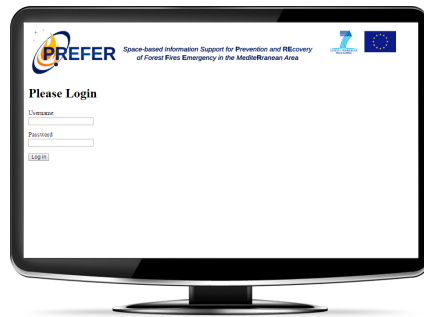 PREFER
Space-based Information Support for Prevention and REcovery
of Forest Fires Emergency in the MediteRranean Area
Please Login
Username
Password
Log in